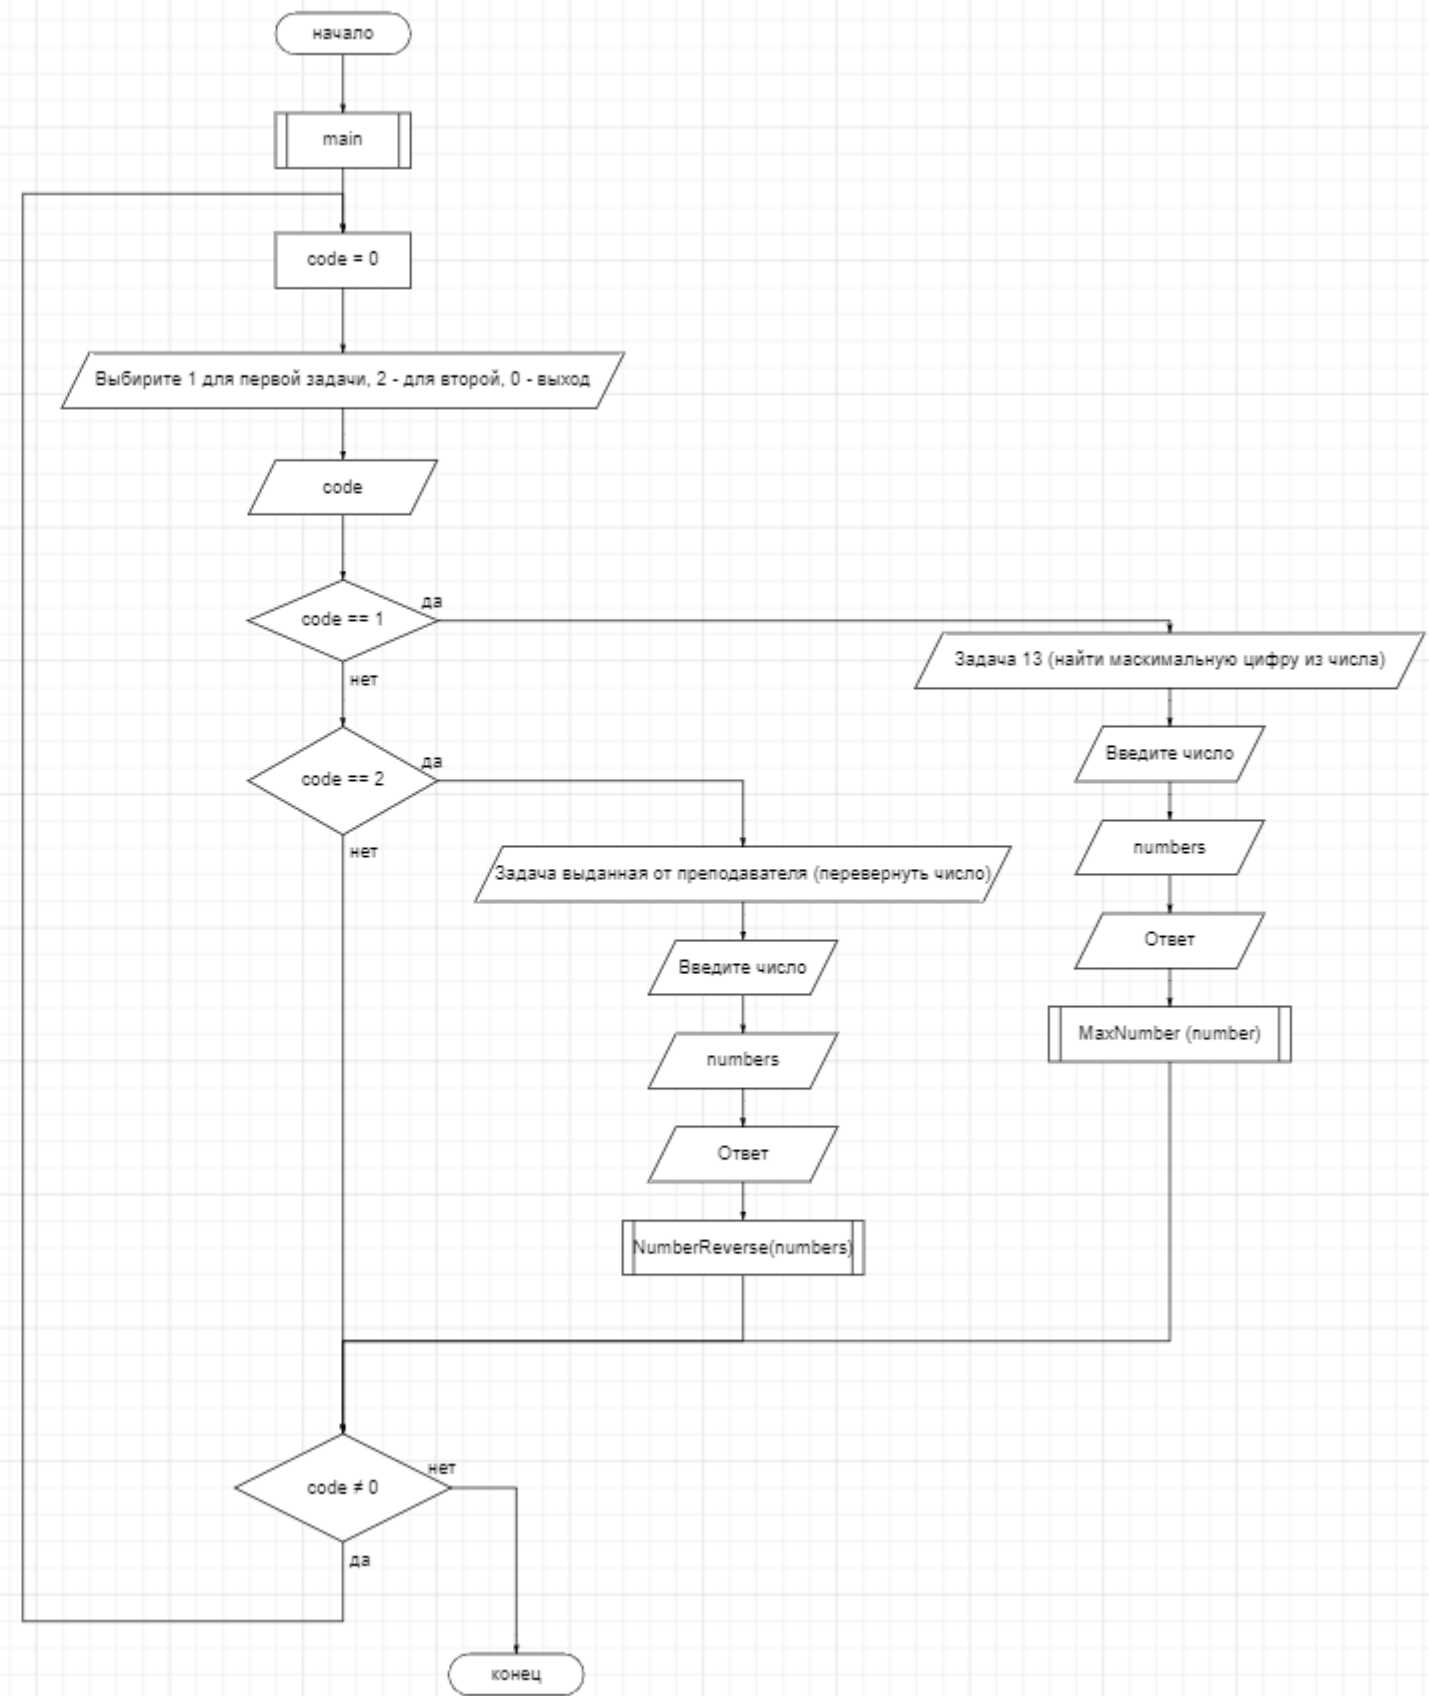 начало
main
code = 0
Выбирите 1 для первой задачи, 2 - для второй, 0 - выход
code
code == 1
да
нет
Задача 13 (найти маскимальную цифру из числа)
Введите число
numbers
Ответ
MaxNumber (number)
code == 2
да
нет
Задача выданная от преподавателя (перевернуть число)
Введите число
numbers
Ответ
NumberReverse(numbers)
code ≠ 0
нет
да
конец